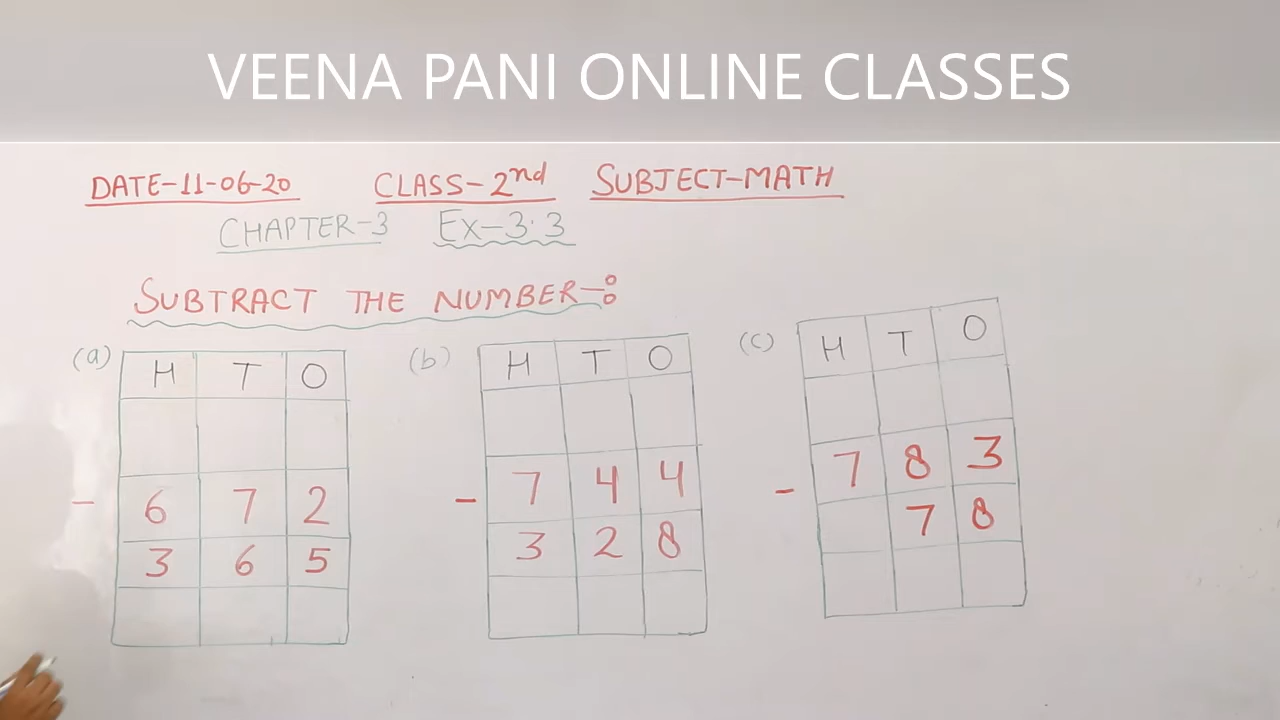 VEENA PANI ONLINE CLASSES
DATE-11-06-20 CLASS-2nd SUBJECT-MATH
CHAPTER-3 Ex-3.3
SUBTRACT THE NUMBER-:
(a) H T O
- 6 7 2
3 6 5
(b) H T O
- 7 4 4
3 2 8
(c) H T O
- 7 8 3
7 8